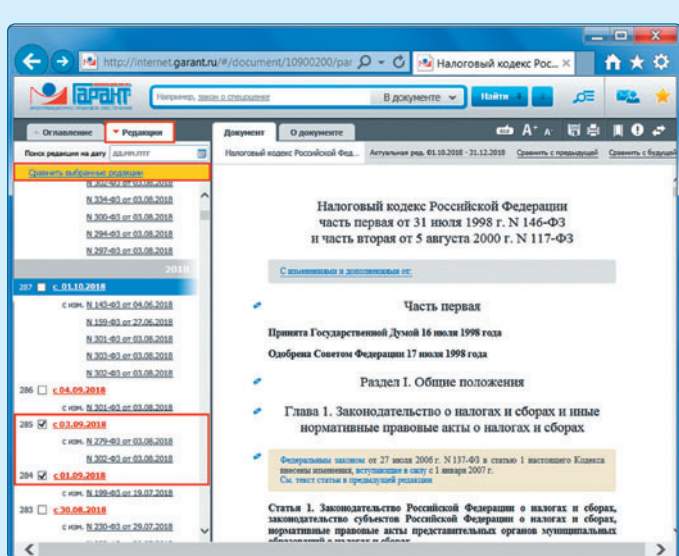 http://internet.garant.ru/#/document/10900200/par
Налоговый кодекс Рос... ×
ГАРАНТ
Например, закон о спецоценке
В документе
Найти
Оглавление
Редакции
Документ
О документе
Поиск редакции на дату ДД.ММ.ГГГГ
Налоговый кодекс Российской Фед...
Актуальная ред. 01.10.2018 - 31.12.2018
Сравнить с предыдущей
Сравнить с будущей
Сравнить выбранные редакции
N 302-ФЗ от 03.08.2018
N 334-ФЗ от 03.08.2018
N 300-ФЗ от 03.08.2018
N 294-ФЗ от 03.08.2018
N 297-ФЗ от 03.08.2018
2018
287 с 01.10.2018
с изм. N 143-ФЗ от 04.06.2018
N 159-ФЗ от 27.06.2018
N 301-ФЗ от 03.08.2018
N 303-ФЗ от 03.08.2018
N 302-ФЗ от 03.08.2018
286 с 04.09.2018
с изм. N 301-ФЗ от 03.08.2018
285 с 03.09.2018
с изм. N 279-ФЗ от 03.08.2018
N 302-ФЗ от 03.08.2018
284 с 01.09.2018
с изм. N 199-ФЗ от 19.07.2018
283 с 30.08.2018
с изм. N 230-ФЗ от 29.07.2018
Налоговый кодекс Российской Федерации
часть первая от 31 июля 1998 г. N 146-ФЗ
и часть вторая от 5 августа 2000 г. N 117-ФЗ
С изменениями и дополнениями от:
Часть первая
Принята Государственной Думой 16 июля 1998 года
Одобрена Советом Федерации 17 июля 1998 года
Раздел I. Общие положения
Глава 1. Законодательство о налогах и сборах и иные
нормативные правовые акты о налогах и сборах
Федеральным законом от 27 июля 2006 г. N 137-ФЗ в статью 1 настоящего Кодекса
внесены изменения, вступающие в силу с 1 января 2007 г.
См. текст статьи в предыдущей редакции
Статья 1. Законодательство Российской Федерации о налогах и сборах,
законодательство субъектов Российской Федерации о налогах и сборах,
нормативные правовые акты представительных органов муниципальных
образований о налогах и сборах